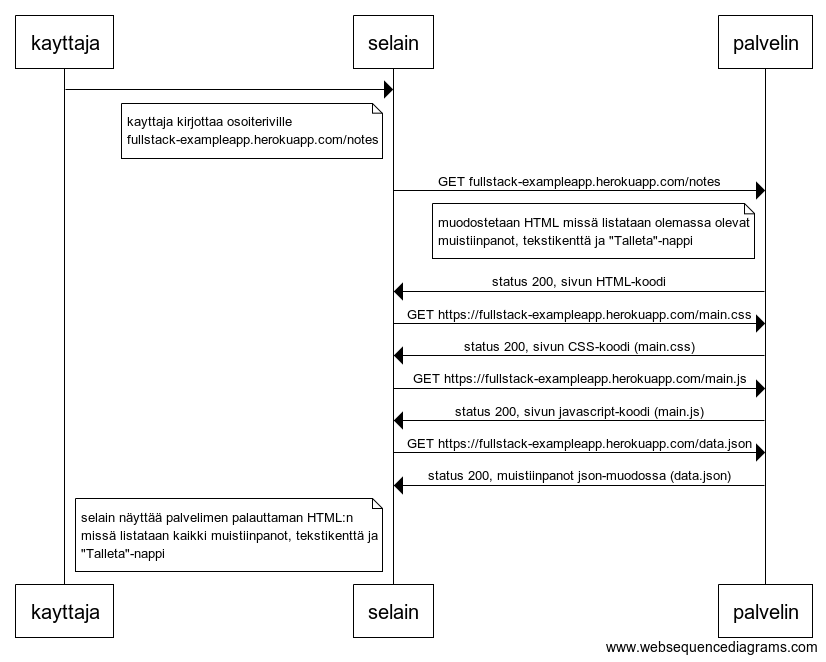 kayttaja
selain
palvelin
kayttaja kirjottaa osoiteriville
fullstack-exampleapp.herokuapp.com/notes
GET fullstack-exampleapp.herokuapp.com/notes
muodostetaan HTML missä listataan olemassa olevat
muistiinpanot, tekstikenttä ja "Talleta"-nappi
status 200, sivun HTML-koodi
GET https://fullstack-exampleapp.herokuapp.com/main.css
status 200, sivun CSS-koodi (main.css)
GET https://fullstack-exampleapp.herokuapp.com/main.js
status 200, sivun javascript-koodi (main.js)
GET https://fullstack-exampleapp.herokuapp.com/data.json
status 200, muistiinpanot json-muodossa (data.json)
selain näyttää palvelimen palauttaman HTML:n
missä listataan kaikki muistiinpanot, tekstikenttä ja
"Talleta"-nappi
kayttaja
selain
palvelin
www.websequencediagrams.com